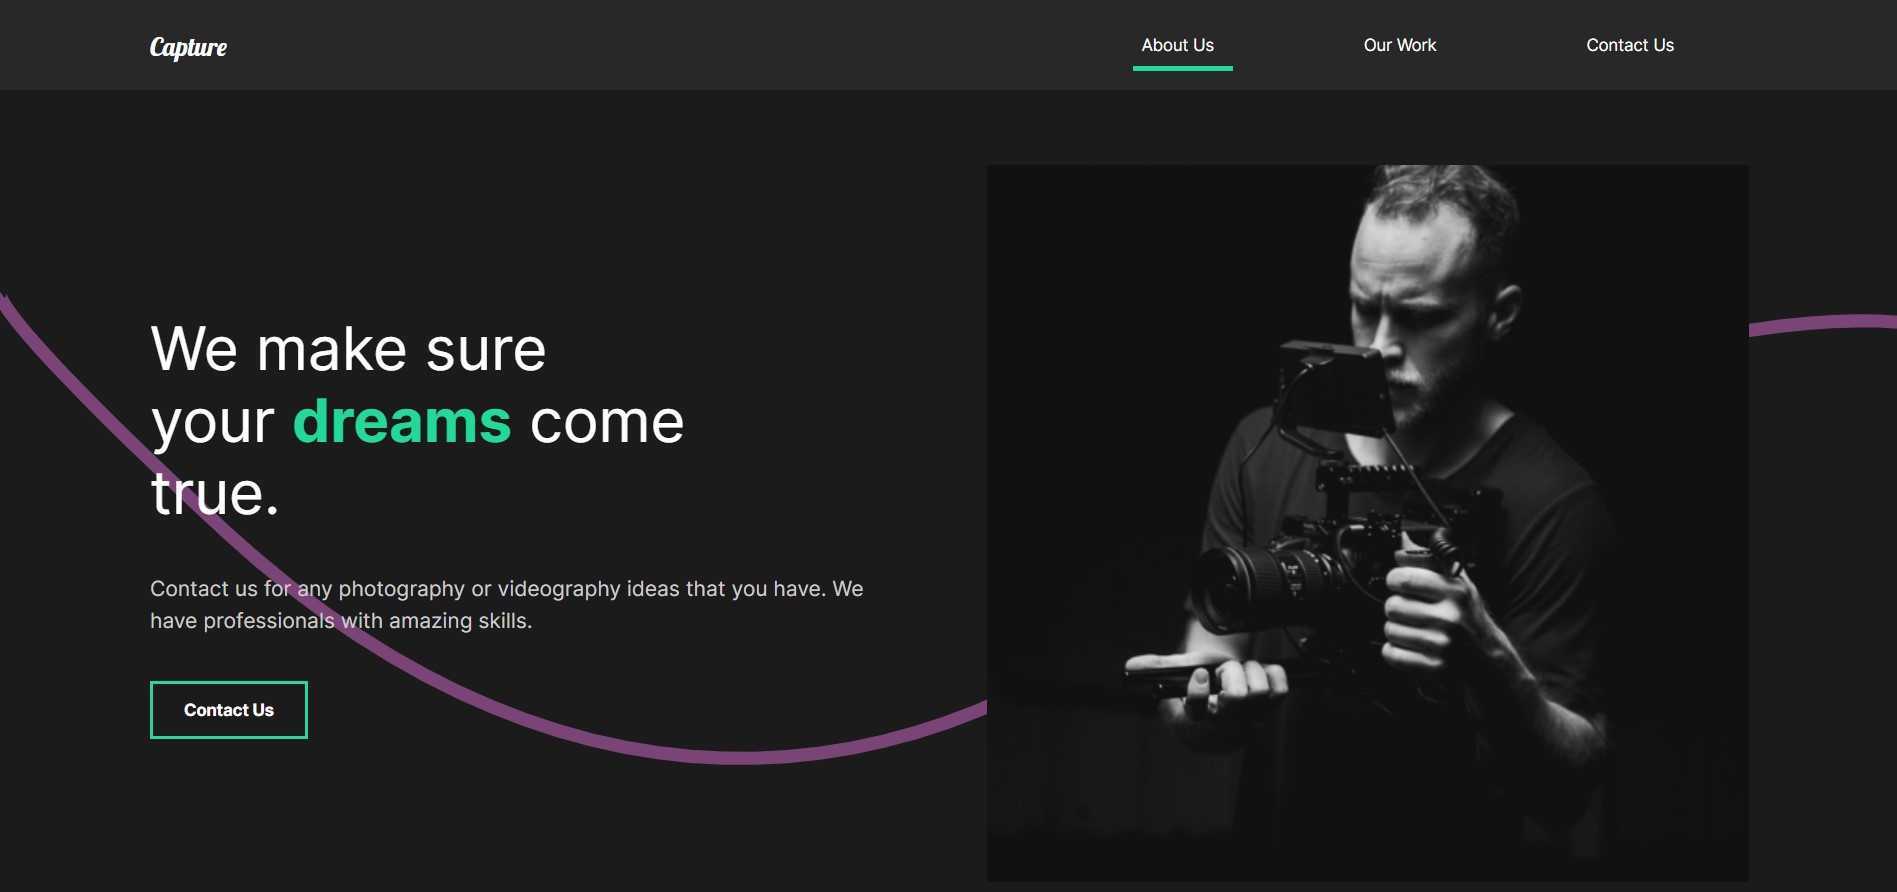 Capture
About Us
Our Work
Contact Us
We make sure
your dreams come
true.
Contact us for any photography or videography ideas that you have. We
have professionals with amazing skills.
Contact Us